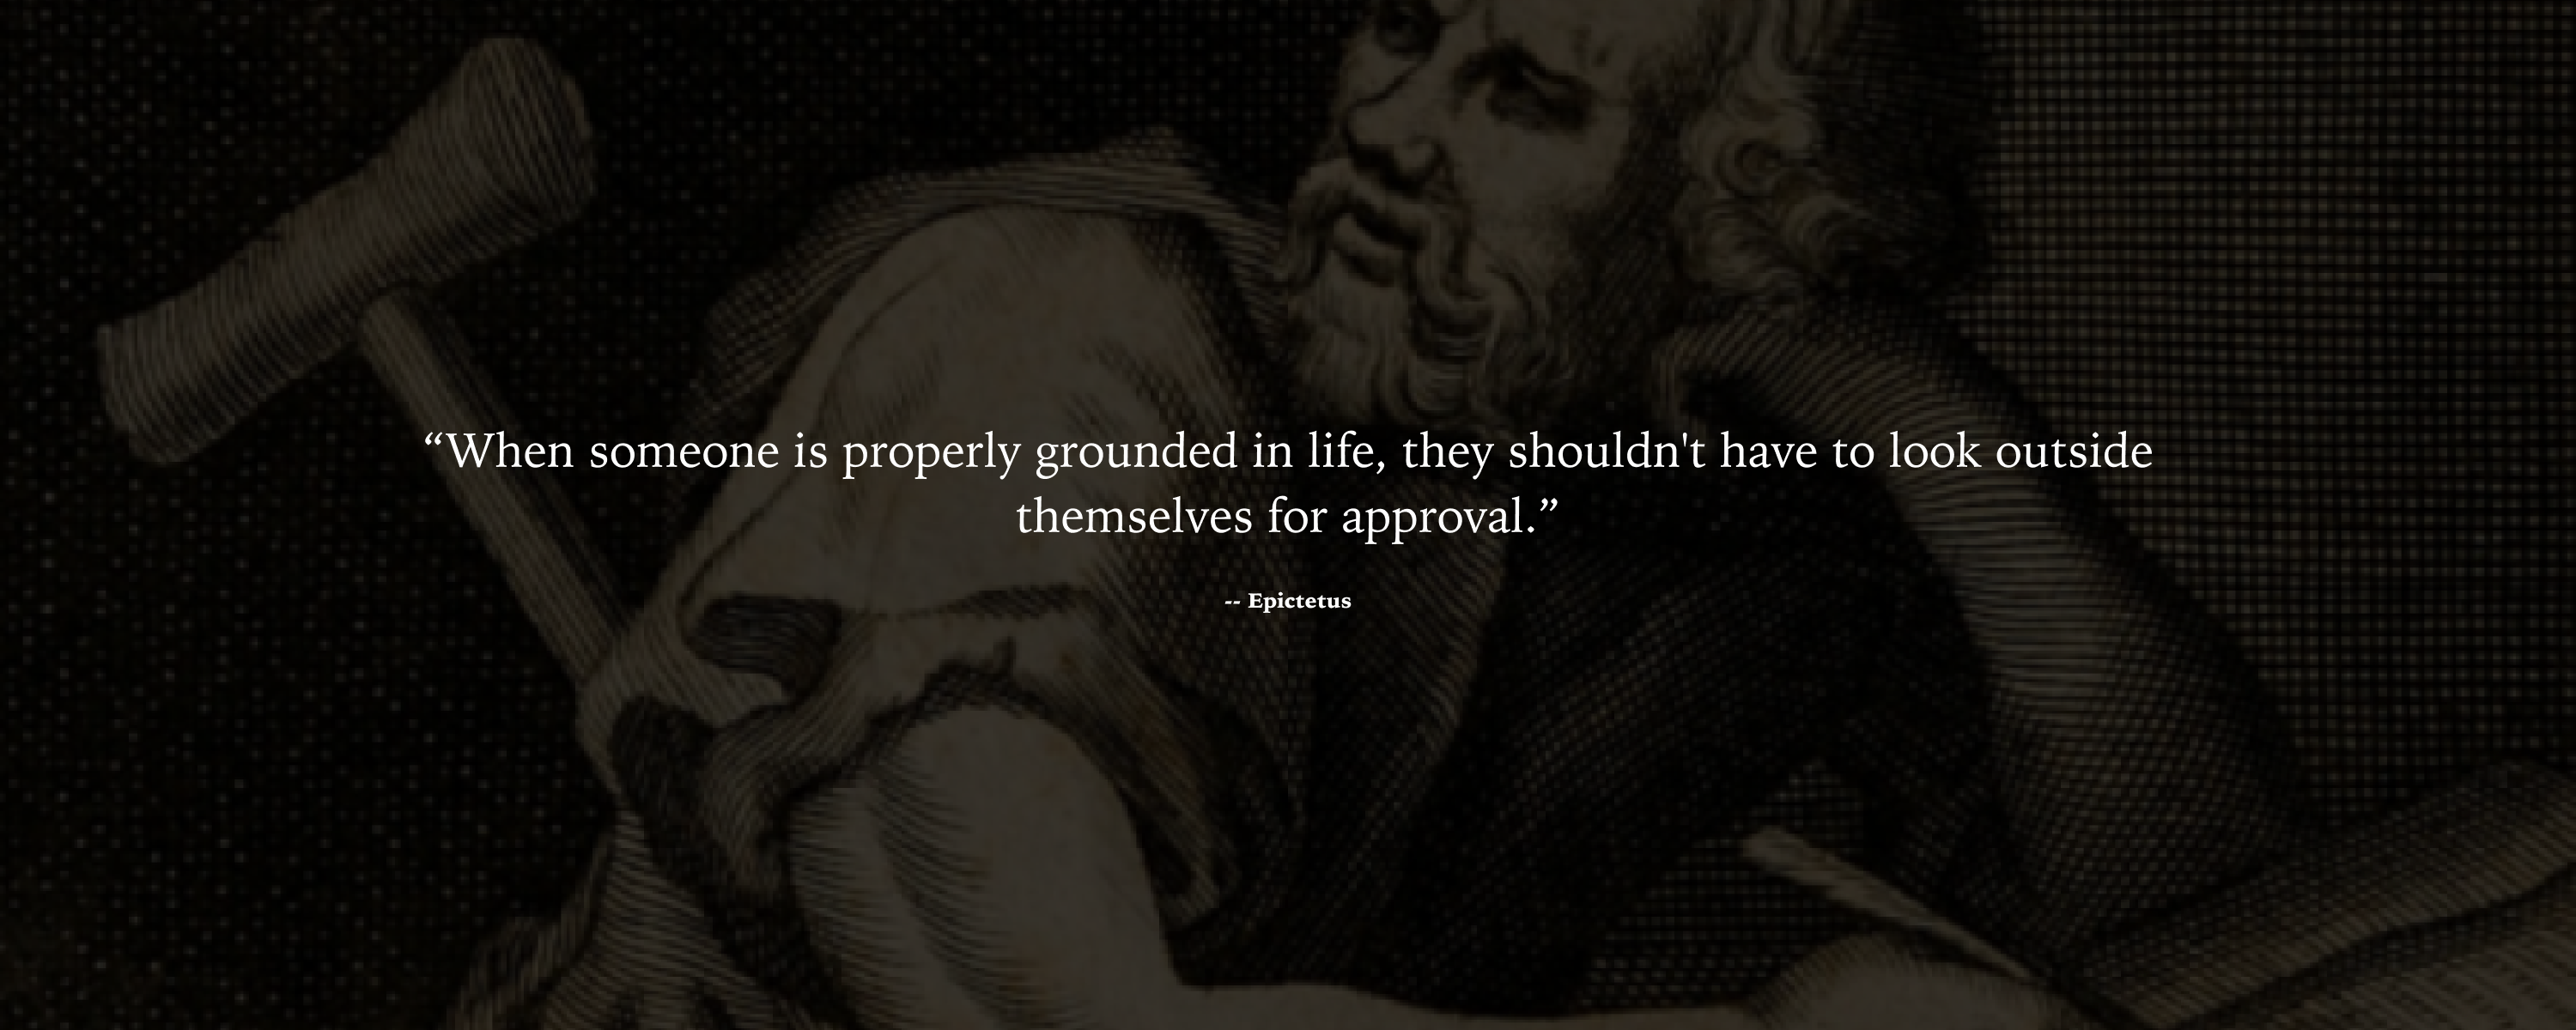 “When someone is properly grounded in life, they shouldn't have to look outside
themselves for approval.”
-- Epictetus